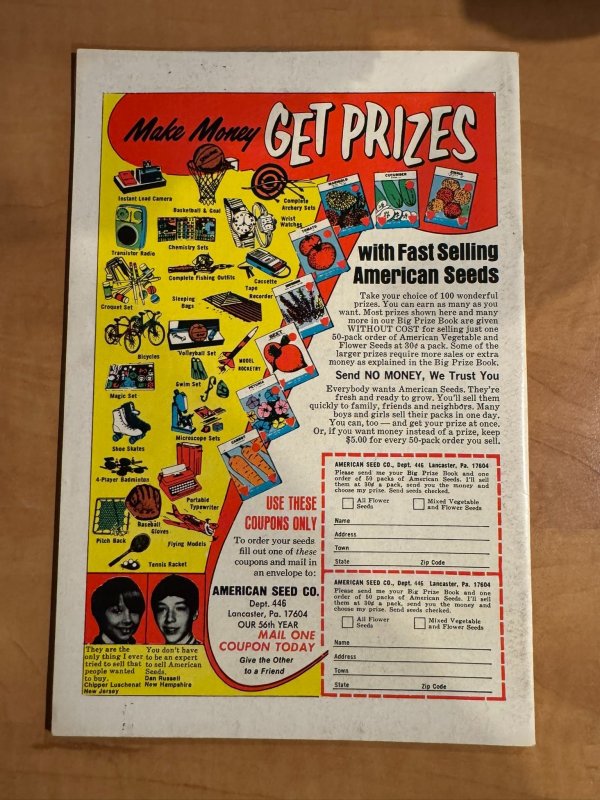 Make Money GET PRIZES
Instant Load Camera
Basketball & Goal
Complete
Archery Sets
Wrist
Watches
Transistor Radio
Chemistry Sets
Complete Fishing Outfits
Cassette
Tape
Recorder
Croquet Set
Sleeping
Bags
Bicycles
Volleyball Set
MODEL
ROCKETRY
Magic Set
Swim Set
Shoe Skates
Microscope Sets
4-Player Badminton
Portable
Typewriter
Baseball
Gloves
Pitch Back
Flying Models
Tennis Racket
MARIGOLD
CUCUMBER
TOMATO
BEET
CARROT
with Fast Selling
American Seeds
Take your choice of 100 wonderful
prizes. You can earn as many as you
want. Most prizes shown here and many
more in our Big Prize Book are given
WITHOUT COST for selling just one
50-pack order of American Vegetable and
Flower Seeds at 30¢ a pack. Some of the
larger prizes require more sales or extra
money as explained in the Big Prize Book.
Send NO MONEY, We Trust You
Everybody wants American Seeds. They're
fresh and ready to grow. You'll sell them
quickly to family, friends and neighbors. Many
boys and girls sell their packs in one day.
You can, too — and get your prize at once.
Or, if you want money instead of a prize, keep
$5.00 for every 50-pack order you sell.
USE THESE
COUPONS ONLY
To order your seeds
fill out one of these
coupons and mail in
an envelope to:
AMERICAN SEED CO.
Dept. 446
Lancaster, Pa. 17604
OUR 56th YEAR
MAIL ONE
COUPON TODAY
Give the Other
to a Friend
AMERICAN SEED CO., Dept. 446 Lancaster, Pa. 17604
Please send me your Big Prize Book and one
order of 50 packs of American Seeds. I'll sell
them at 30¢ a pack, send you the money and
choose my prize. Send seeds checked.
All Flower
Seeds
Mixed Vegetable
and Flower Seeds
Name
Address
Town
State Zip Code
AMERICAN SEED CO., Dept. 446 Lancaster, Pa. 17604
Please send me your Big Prize Book and one
order of 50 packs of American Seeds. I'll sell
them at 30¢ a pack, send you the money and
choose my prize. Send seeds checked.
All Flower
Seeds
Mixed Vegetable
and Flower Seeds
Name
Address
Town
State Zip Code
They are the
only thing I ever
tried to sell that
people wanted
to buy.
Chipper Luschenat
New Jersey
You don't have
to be an expert
to sell American
Seeds.
Dan Russell
New Hampshire